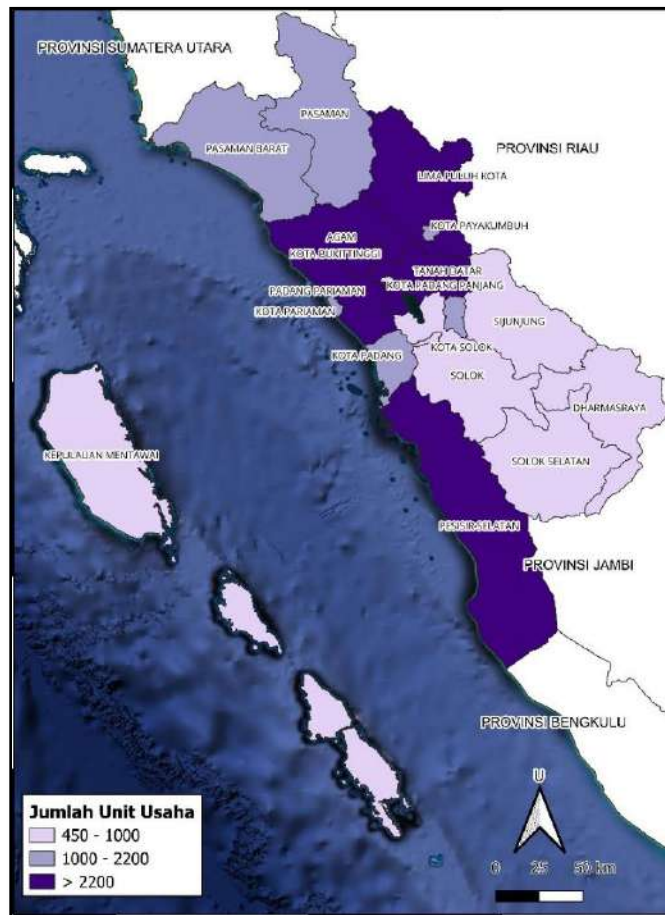 PROVINSI SUMATERA UTARA
PASAMAN
PASAMAN BARAT
PROVINSI RIAU
LIMA PULUH KOTA
KOTA PAYAKUMBUH
AGAM
KOTA BUKITTINGGI
TANAH DATAR
KOTA PADANG PANJANG
PADANG PARIAMAN
KOTA PARIAMAN
SIJUNJUNG
KOTA SOLOK
KOTA PADANG
SOLOK
DHARMASRAYA
SOLOK SELATAN
KEPULAUAN MENTAWAI
PESISIR SELATAN
PROVINSI JAMBI
PROVINSI BENGKULU
U
0 25 50 km
Jumlah Unit Usaha
450 - 1000
1000 - 2200
> 2200